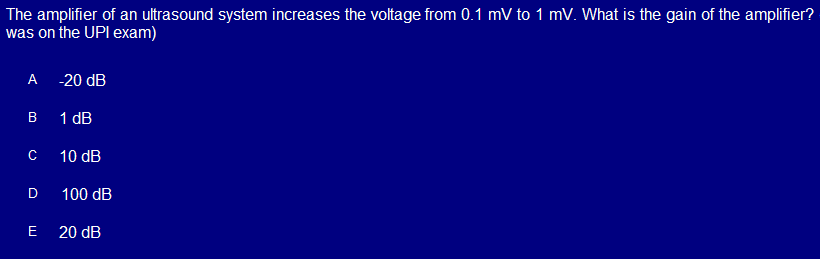 The amplifier of an ultrasound system increases the voltage from 0.1 mV to 1 mV. What is the gain of the amplifier?
was on the UPI exam)
A -20 dB
B 1 dB
C 10 dB
D 100 dB
E 20 dB